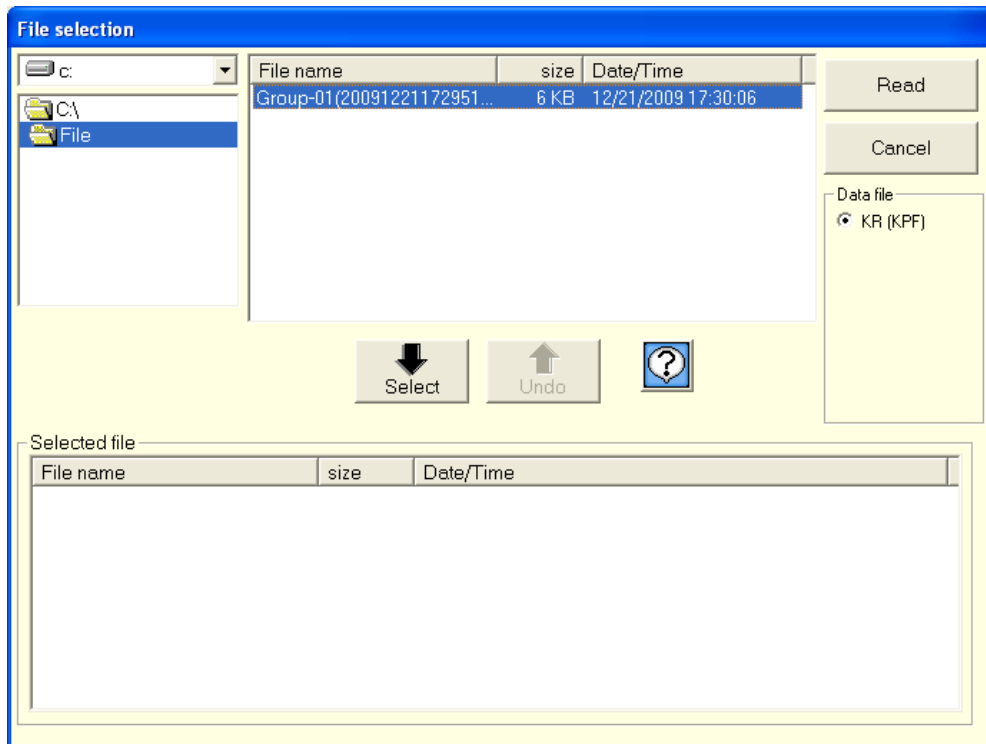 File selection
c:
C:\
File
File name size Date/Time
Group-01(20091221172951... 6 KB 12/21/2009 17:30:06
Read
Cancel
Data file
KR (KPF)
Select
Undo
?
Selected file
File name size Date/Time